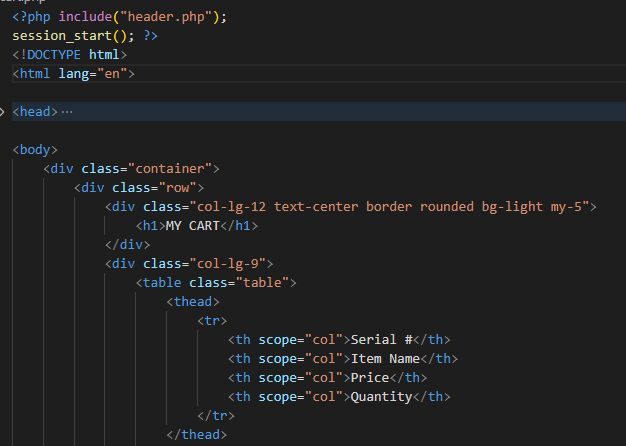 <?php include("header.php");
session_start(); ?>
<!DOCTYPE html>
<html lang="en">
<head> ...
<body>
<div class="container">
<div class="row">
<div class="col-lg-12 text-center border rounded bg-light my-5">
<h1>MY CART</h1>
</div>
<div class="col-lg-9">
<table class="table">
<thead>
<tr>
<th scope="col">Serial #</th>
<th scope="col">Item Name</th>
<th scope="col">Price</th>
<th scope="col">Quantity</th>
</tr>
</thead>